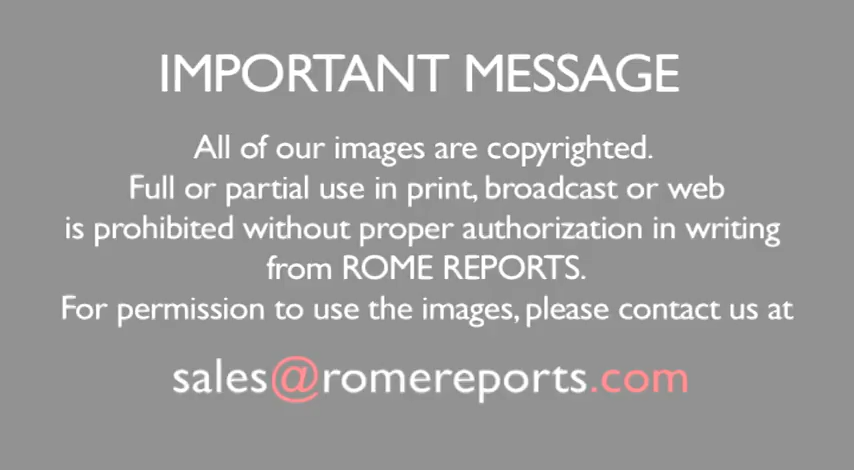 IMPORTANT MESSAGE
All of our images are copyrighted.
Full or partial use in print, broadcast or web
is prohibited without proper authorization in writing
from ROME REPORTS.
For permission to use the images, please contact us at
sales@romereports.com